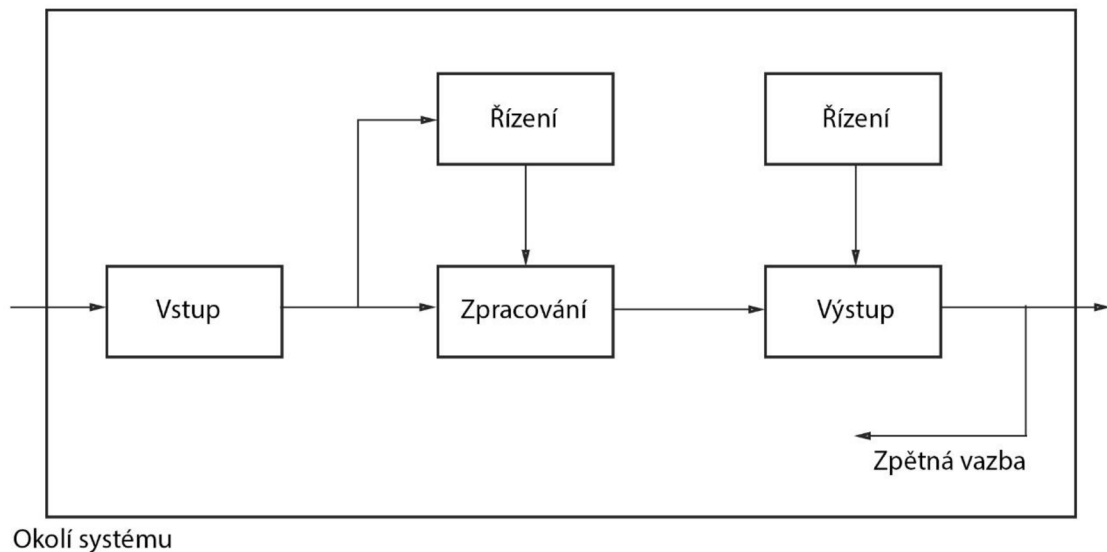 Řízení
Řízení
Vstup
Zpracování
Výstup
Zpětná vazba
Okolí systému